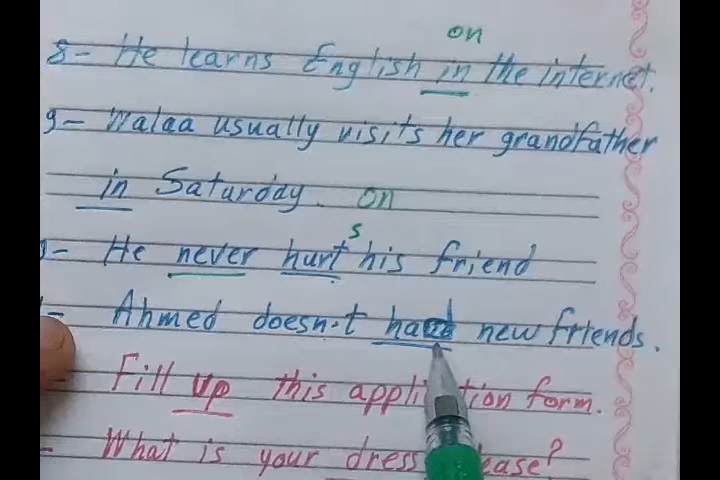 on
8- He learns English in the internet.
9- Walaa usually visits her grandfather
in Saturday. on
s
- He never hurt his friend
- Ahmed doesn't new friends.
- Fill up this application form.
- What is your dress